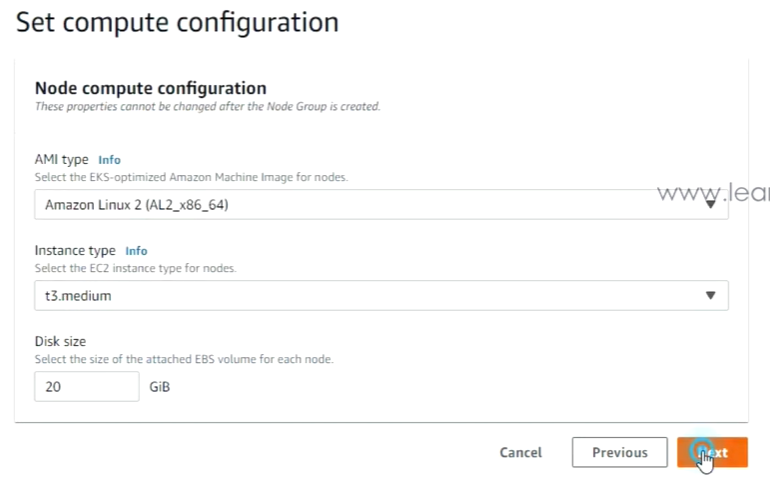 Set compute configuration
Node compute configuration
These properties cannot be changed after the Node Group is created.
AMI type Info
Select the EKS-optimized Amazon Machine Image for nodes.
www.lear
Amazon Linux 2 (AL2_x86_64)
Instance type Info
Select the EC2 instance type for nodes.
t3.medium
Disk size
Select the size of the attached EBS volume for each node.
20 GiB
Cancel Previous Next